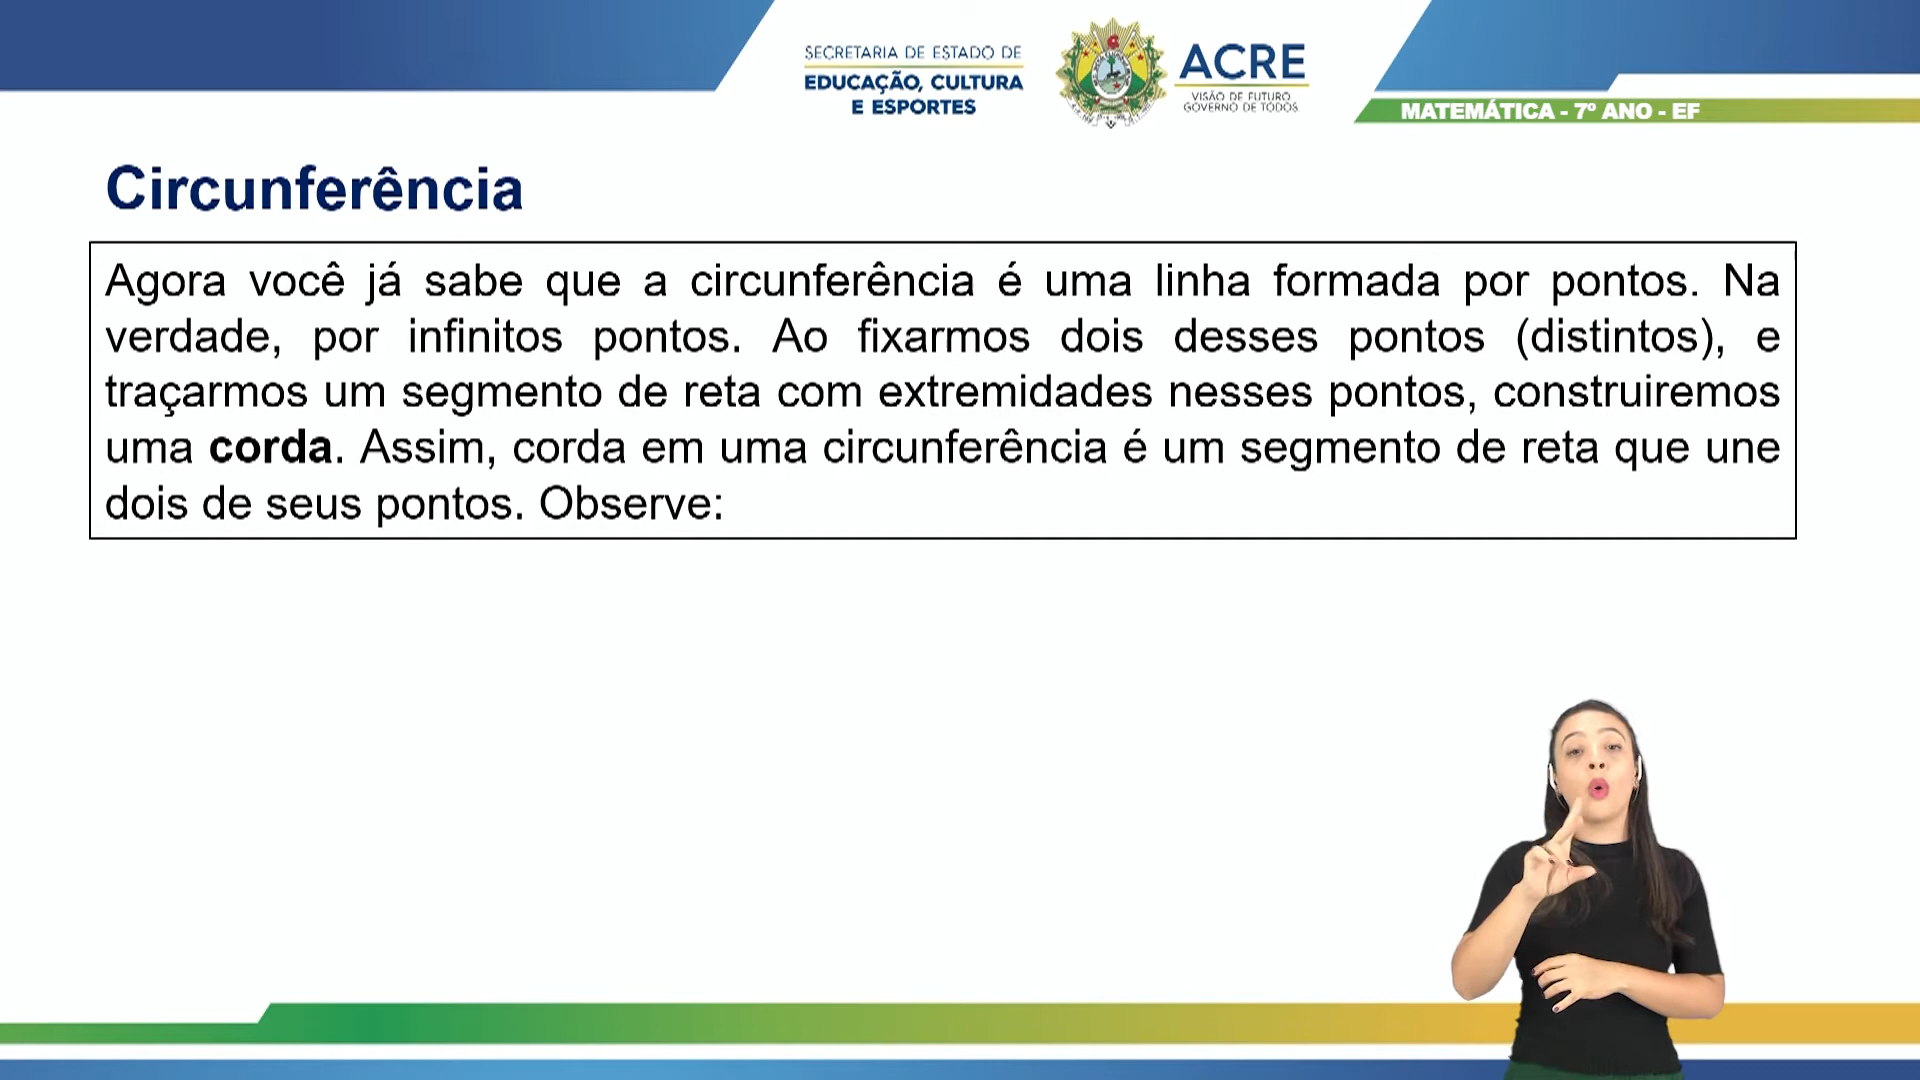 SECRETARIA DE ESTADO DE
EDUCAÇÃO, CULTURA
E ESPORTES
ACRE
VISÃO DE FUTURO
GOVERNO DE TODOS
MATEMÁTICA - 7º ANO - EF
Circunferência
Agora você já sabe que a circunferência é uma linha formada por pontos. Na
verdade, por infinitos pontos. Ao fixarmos dois desses pontos (distintos), e
traçarmos um segmento de reta com extremidades nesses pontos, construiremos
uma corda. Assim, corda em uma circunferência é um segmento de reta que une
dois de seus pontos. Observe: